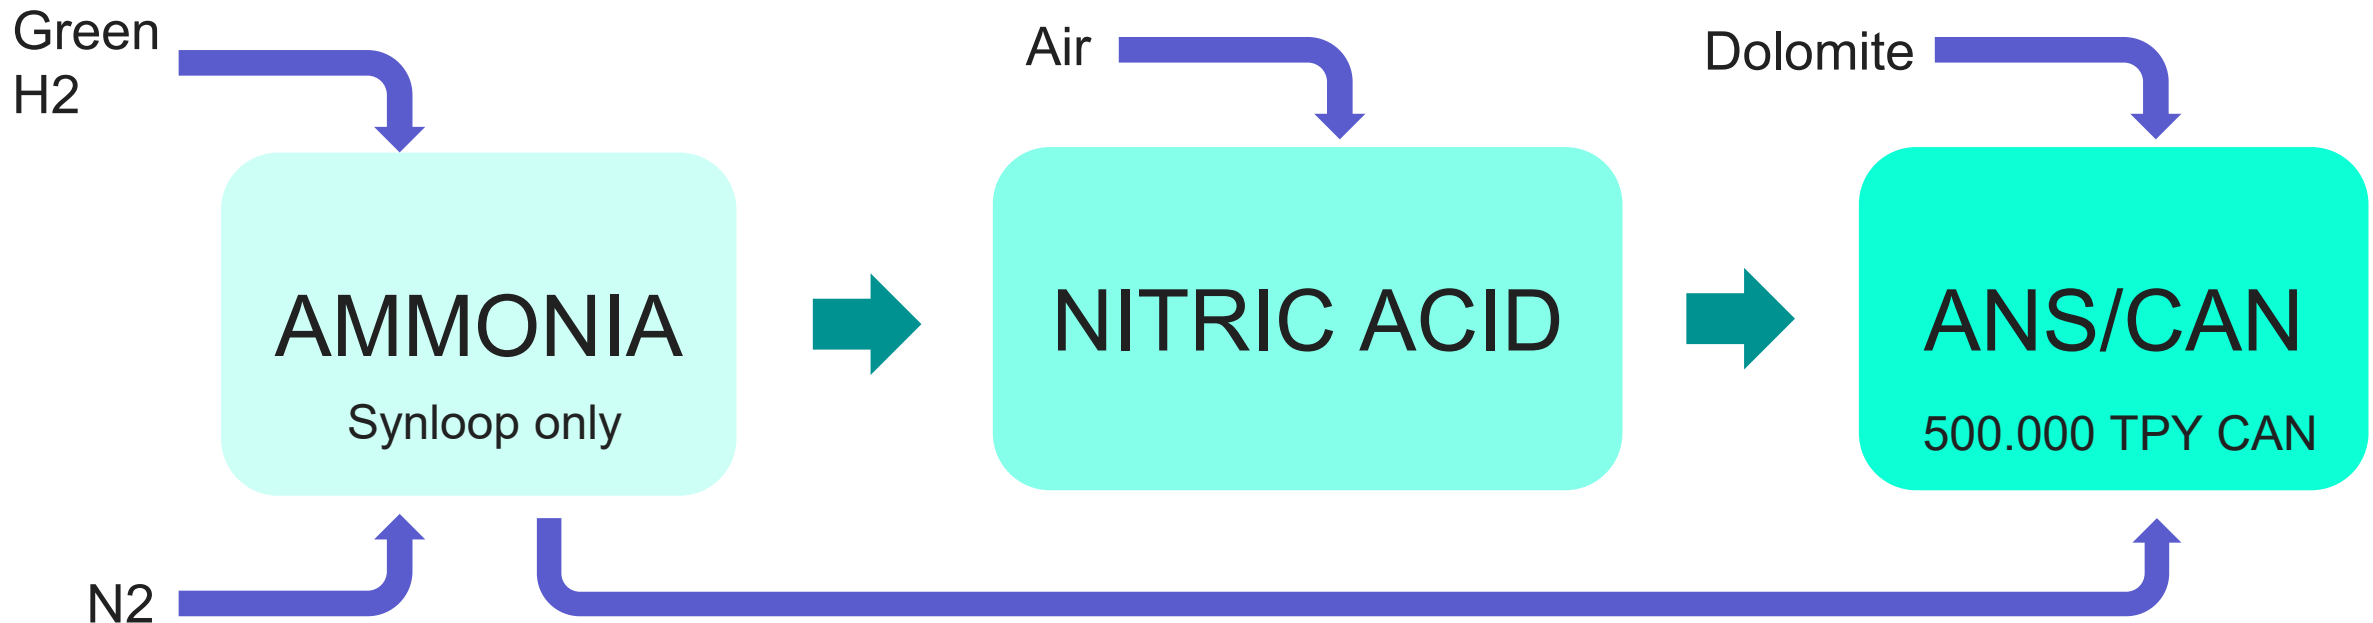 Green
H2
Air
Dolomite
AMMONIA
Synloop only
NITRIC ACID
ANS/CAN
500.000 TPY CAN
N2